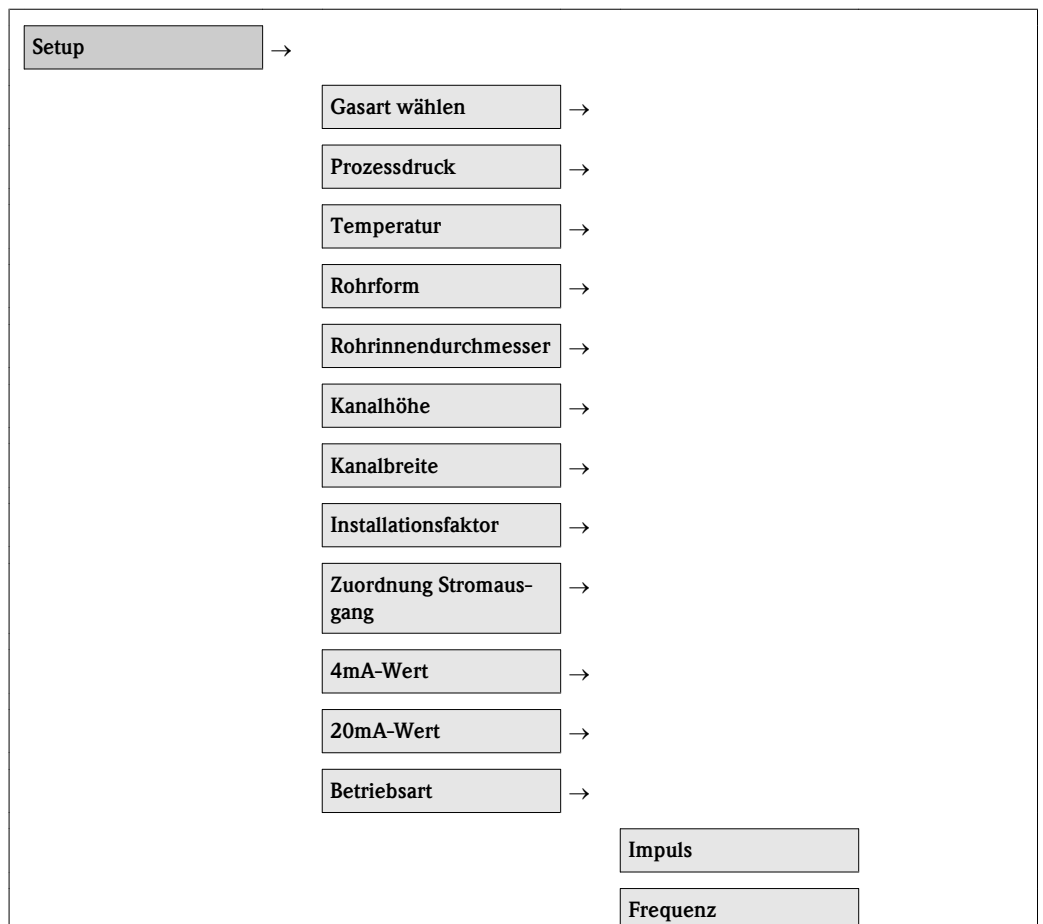 Setup →
Gasart wählen →
Prozessdruck →
Temperatur →
Rohrform →
Rohrinnendurchmesser →
Kanalhöhe →
Kanalbreite →
Installationsfaktor →
Zuordnung Stromaus- →
gang
4mA-Wert →
20mA-Wert →
Betriebsart →
Impuls
Frequenz